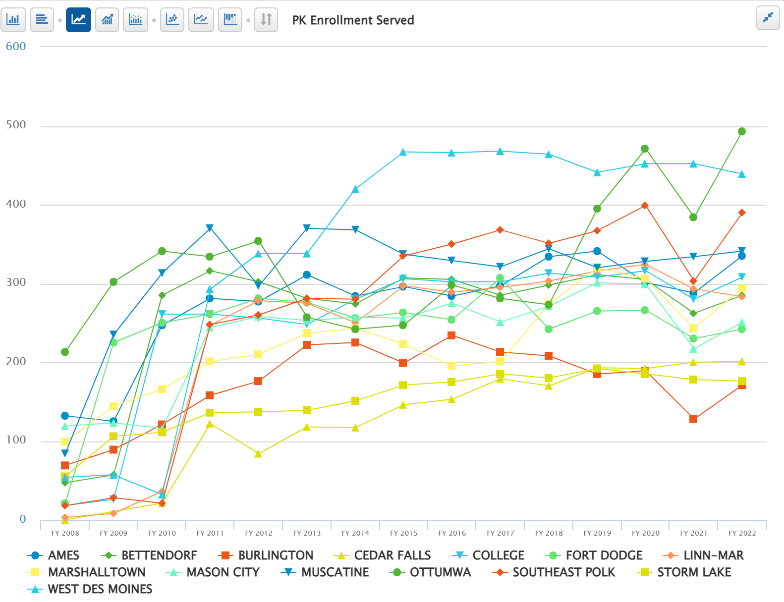 PK Enrollment Served
600
500
400
300
200
100
0
FY 2008 FY 2009 FY 2010 FY 2011 FY 2012 FY 2013 FY 2014 FY 2015 FY 2016 FY 2017 FY 2018 FY 2019 FY 2020 FY 2021 FY 2022
AMES BETTENDORF BURLINGTON CEDAR FALLS COLLEGE FORT DODGE LINN-MAR
MARSHALLTOWN MASON CITY MUSCATINE OTTUMWA SOUTHEAST POLK STORM LAKE
WEST DES MOINES